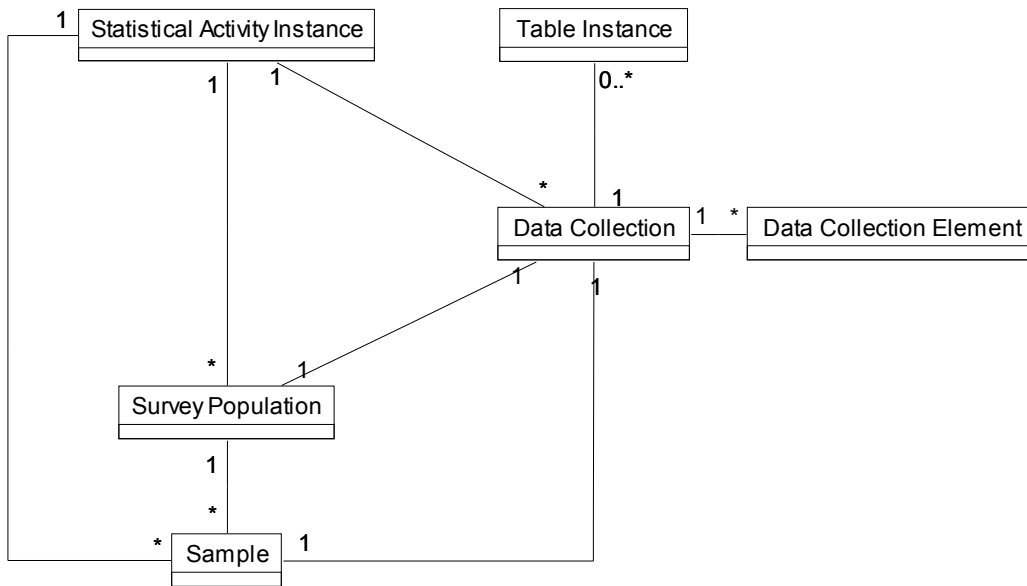 1
Statistical Activity Instance
Table Instance
1
1
0..*
*
1
Data Collection
1
*
Data Collection Element
1
1
*
1
Survey Population
1
*
*
Sample
1